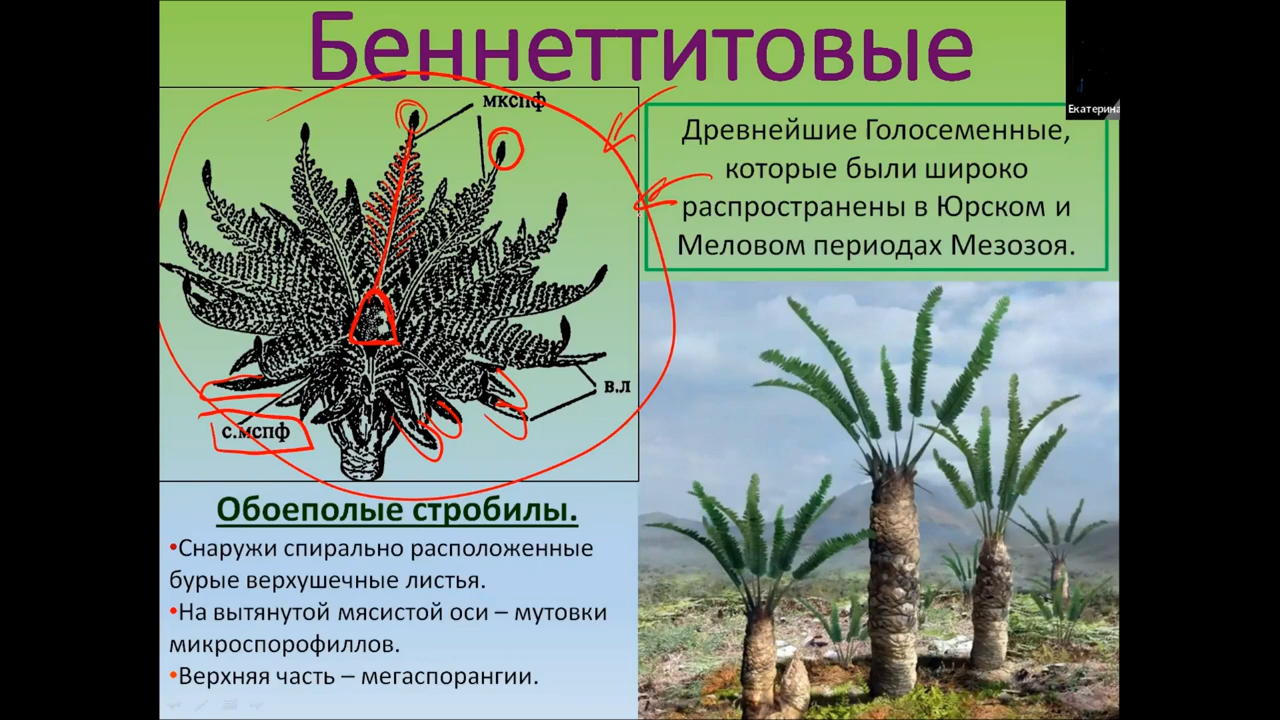 Беннеттитовые
Екатерина
мкспф
Древнейшие Голосеменные,
которые были широко
распространены в Юрском и
Меловом периодах Мезозоя.
в.л
с.мспф
Обоеполые стробилы.
•Снаружи спирально расположенные
бурые верхушечные листья.
•На вытянутой мясистой оси – мутовки
микроспорофиллов.
•Верхняя часть – мегаспорангии.